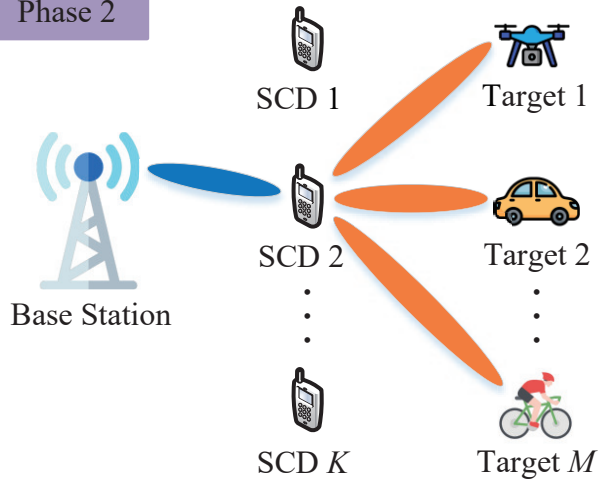 Phase 2
SCD 1
Target 1
SCD 2
Target 2
Base Station
SCD K
Target M